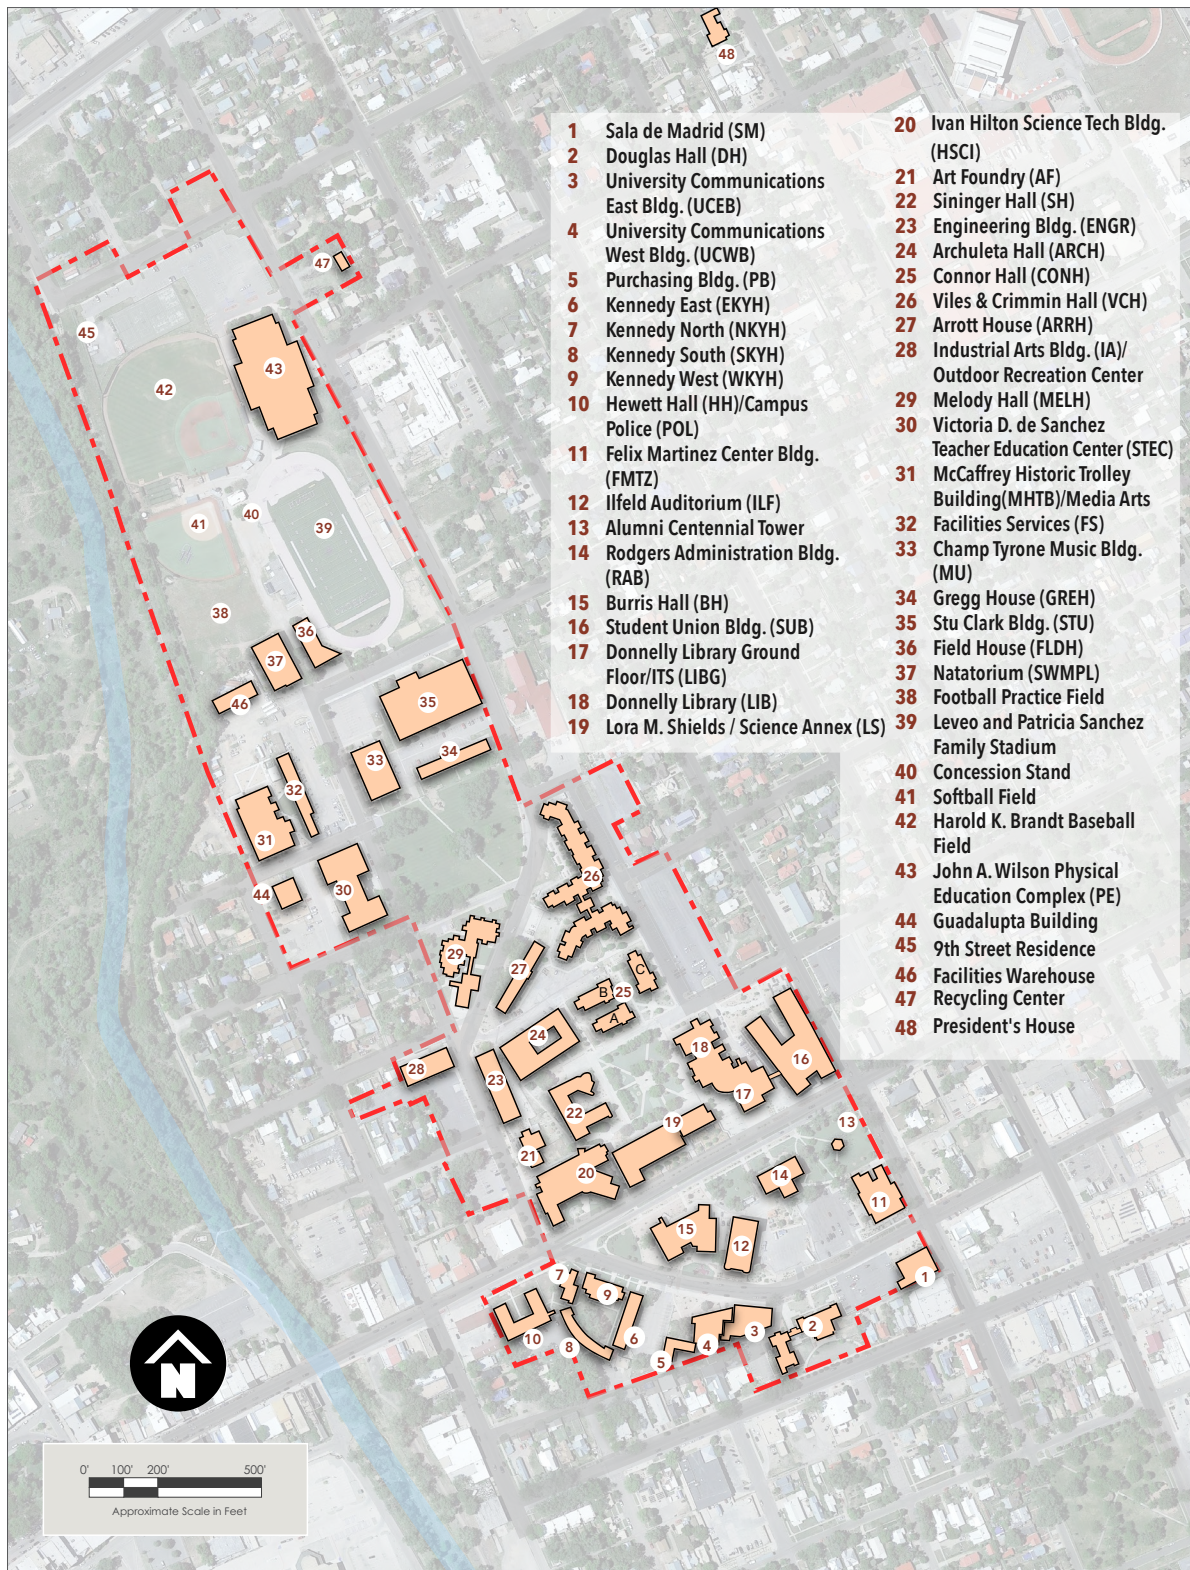 48
1 Sala de Madrid (SM)
2 Douglas Hall (DH)
3 University Communications
East Bldg. (UCEB)
4 University Communications
West Bldg. (UCWB)
5 Purchasing Bldg. (PB)
6 Kennedy East (EKYH)
7 Kennedy North (NKYH)
8 Kennedy South (SKYH)
9 Kennedy West (WKYH)
10 Hewett Hall (HH)/Campus
Police (POL)
11 Felix Martinez Center Bldg.
(FMTZ)
12 Ilfeld Auditorium (ILF)
13 Alumni Centennial Tower
14 Rodgers Administration Bldg.
(RAB)
15 Burris Hall (BH)
16 Student Union Bldg. (SUB)
17 Donnelly Library Ground
Floor/ITS (LIBG)
18 Donnelly Library (LIB)
19 Lora M. Shields / Science Annex (LS)
20 Ivan Hilton Science Tech Bldg.
(HSCI)
21 Art Foundry (AF)
22 Sininger Hall (SH)
23 Engineering Bldg. (ENGR)
24 Archuleta Hall (ARCH)
25 Connor Hall (CONH)
26 Viles & Crimmin Hall (VCH)
27 Arrott House (ARRH)
28 Industrial Arts Bldg. (IA)/
Outdoor Recreation Center
29 Melody Hall (MELH)
30 Victoria D. de Sanchez
Teacher Education Center (STEC)
31 McCaffrey Historic Trolley
Building(MHTB)/Media Arts
32 Facilities Services (FS)
33 Champ Tyrone Music Bldg.
(MU)
34 Gregg House (GREH)
35 Stu Clark Bldg. (STU)
36 Field House (FLDH)
37 Natatorium (SWMPL)
38 Football Practice Field
39 Leveo and Patricia Sanchez
Family Stadium
40 Concession Stand
41 Softball Field
42 Harold K. Brandt Baseball
Field
43 John A. Wilson Physical
Education Complex (PE)
44 Guadalupta Building
45 9th Street Residence
46 Facilities Warehouse
47 Recycling Center
48 President's House
47
45
43
42
40
41
39
38
36
37
46
35
34
33
32
31
30
44
26
29
27
C
B 25
A
24
18
16
28
23
17
22
19
13
21
20
14
11
15
12
7
9
1
10
8
6
5
4
3
2
N
0' 100' 200' 500'
Approximate Scale in Feet